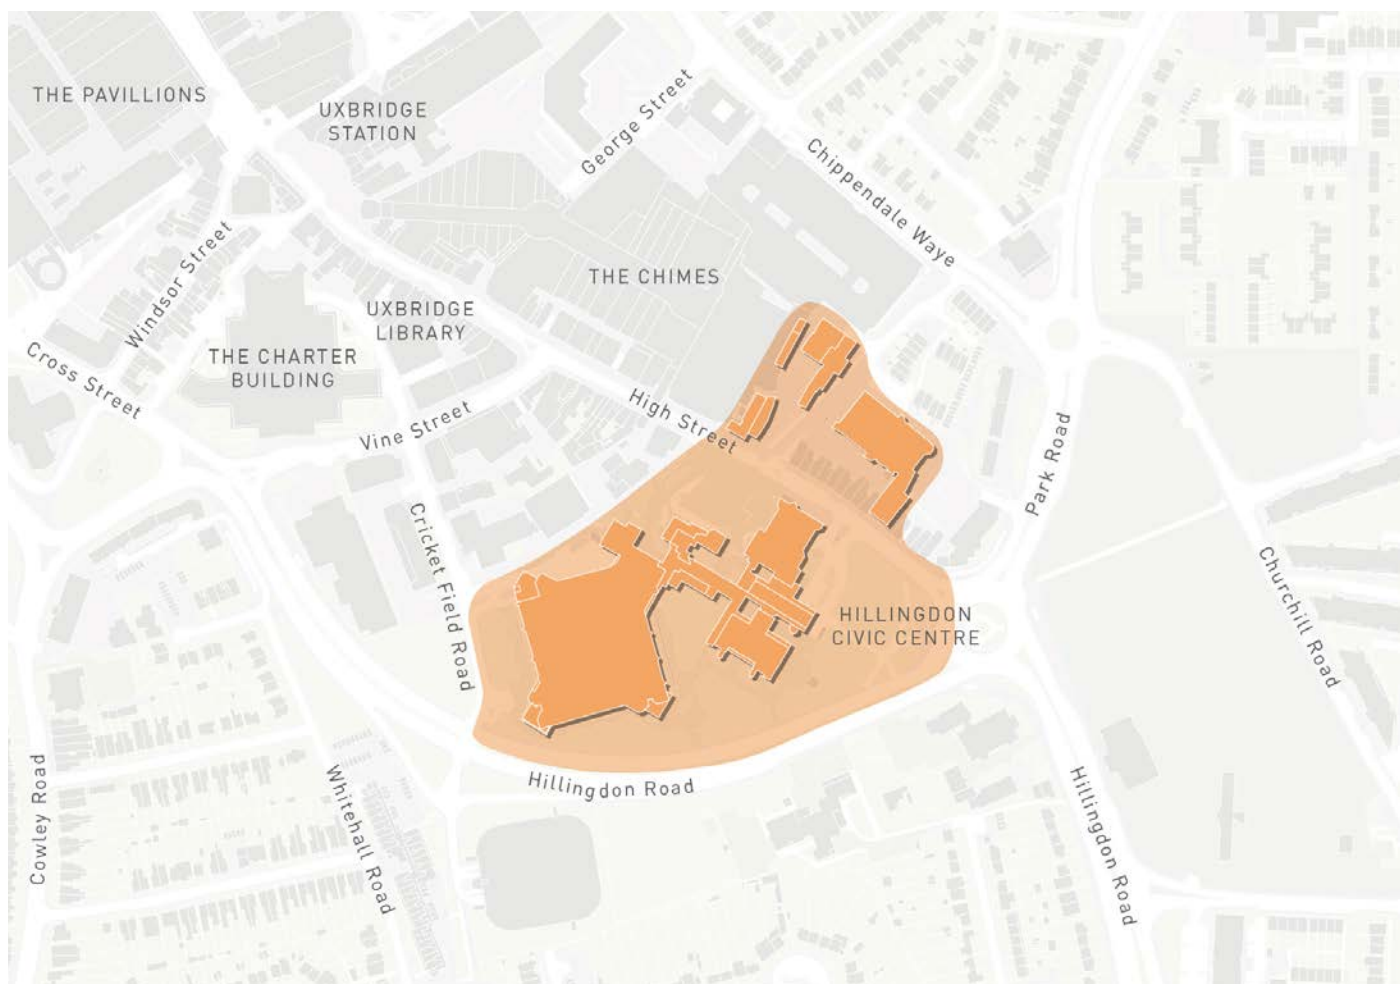 THE PAVILLIONS
UXBRIDGE
STATION
George Street
Chippendale Waye
Windsor Street
THE CHIMES
UXBRIDGE
LIBRARY
THE CHARTER
BUILDING
Cross Street
High Street
Vine Street
Park Road
Cricket Field Road
Churchill Road
HILLINGDON
CIVIC CENTRE
Hillingdon Road
Cowley Road
Whitehall Road
Hillingdon Road